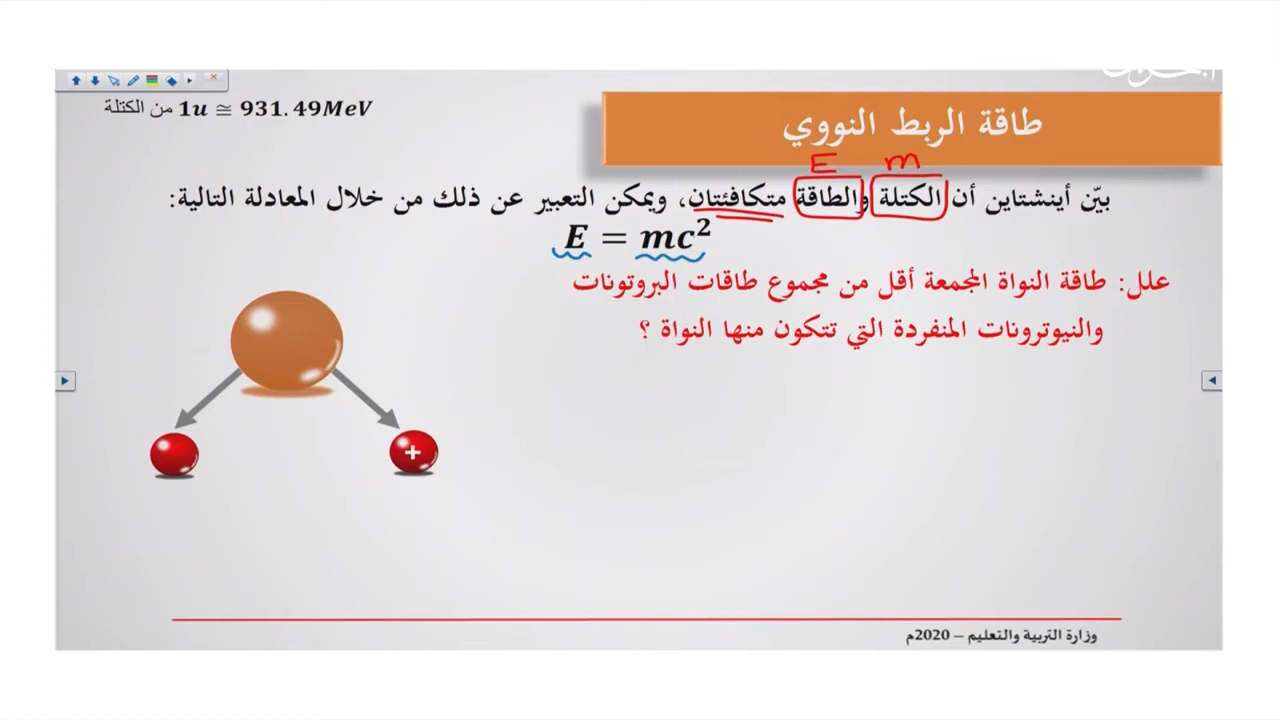 1u ≅ 931.49MeV من الكتلة
طاقة الربط النووي
E m
بيّن أينشتاين أن الكتلة والطاقة متكافئتان، ويمكن التعبير عن ذلك من خلال المعادلة التالية:
E = mc²
علل: طاقة النواة المجمعة أقل من مجموع طاقات البروتونات
والنيوترونات المنفردة التي تتكون منها النواة ؟
+
وزارة التربية والتعليم – 2020م